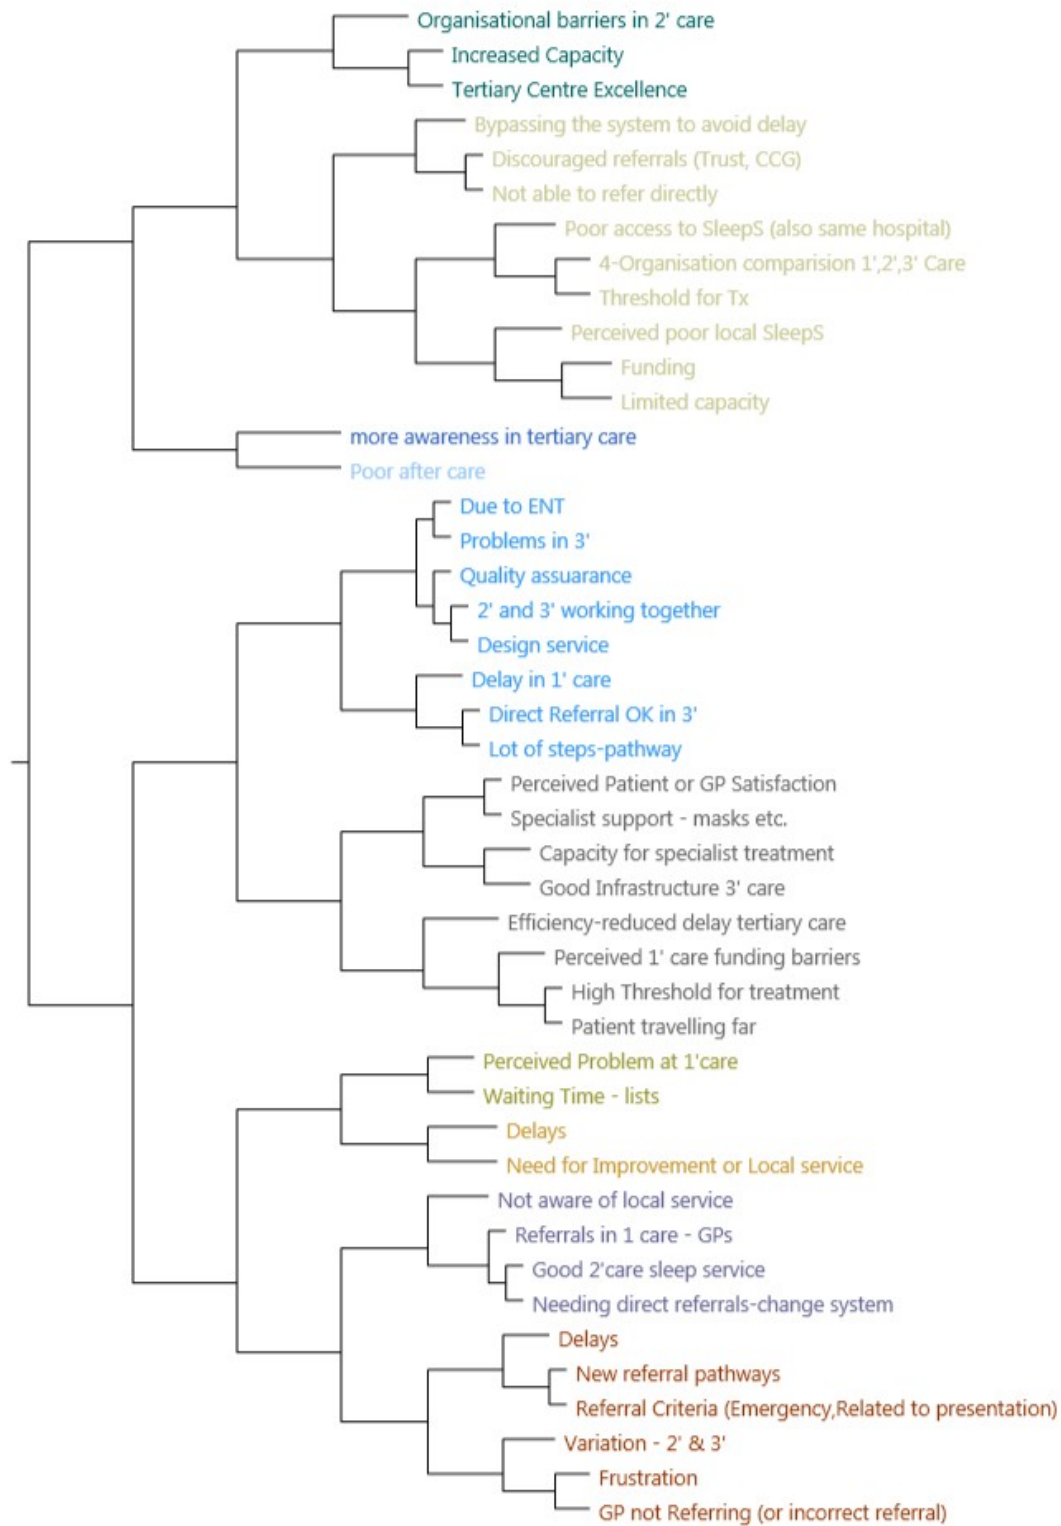 Organisational barriers in 2' care
Increased Capacity
Tertiary Centre Excellence
Bypassing the system to avoid delay
Discouraged referrals (Trust, CCG)
Not able to refer directly
Poor access to SleepS (also same hospital)
4-Organisation comparision 1',2',3' Care
Threshold for Tx
Perceived poor local SleepS
Funding
Limited capacity
more awareness in tertiary care
Poor after care
Due to ENT
Problems in 3'
Quality assuarance
2' and 3' working together
Design service
Delay in 1' care
Direct Referral OK in 3'
Lot of steps-pathway
Perceived Patient or GP Satisfaction
Specialist support - masks etc.
Capacity for specialist treatment
Good Infrastructure 3' care
Efficiency-reduced delay tertiary care
Perceived 1' care funding barriers
High Threshold for treatment
Patient travelling far
Perceived Problem at 1'care
Waiting Time - lists
Delays
Need for Improvement or Local service
Not aware of local service
Referrals in 1 care - GPs
Good 2'care sleep service
Needing direct referrals-change system
Delays
New referral pathways
Referral Criteria (Emergency,Related to presentation)
Variation - 2' & 3'
Frustration
GP not Referring (or incorrect referral)